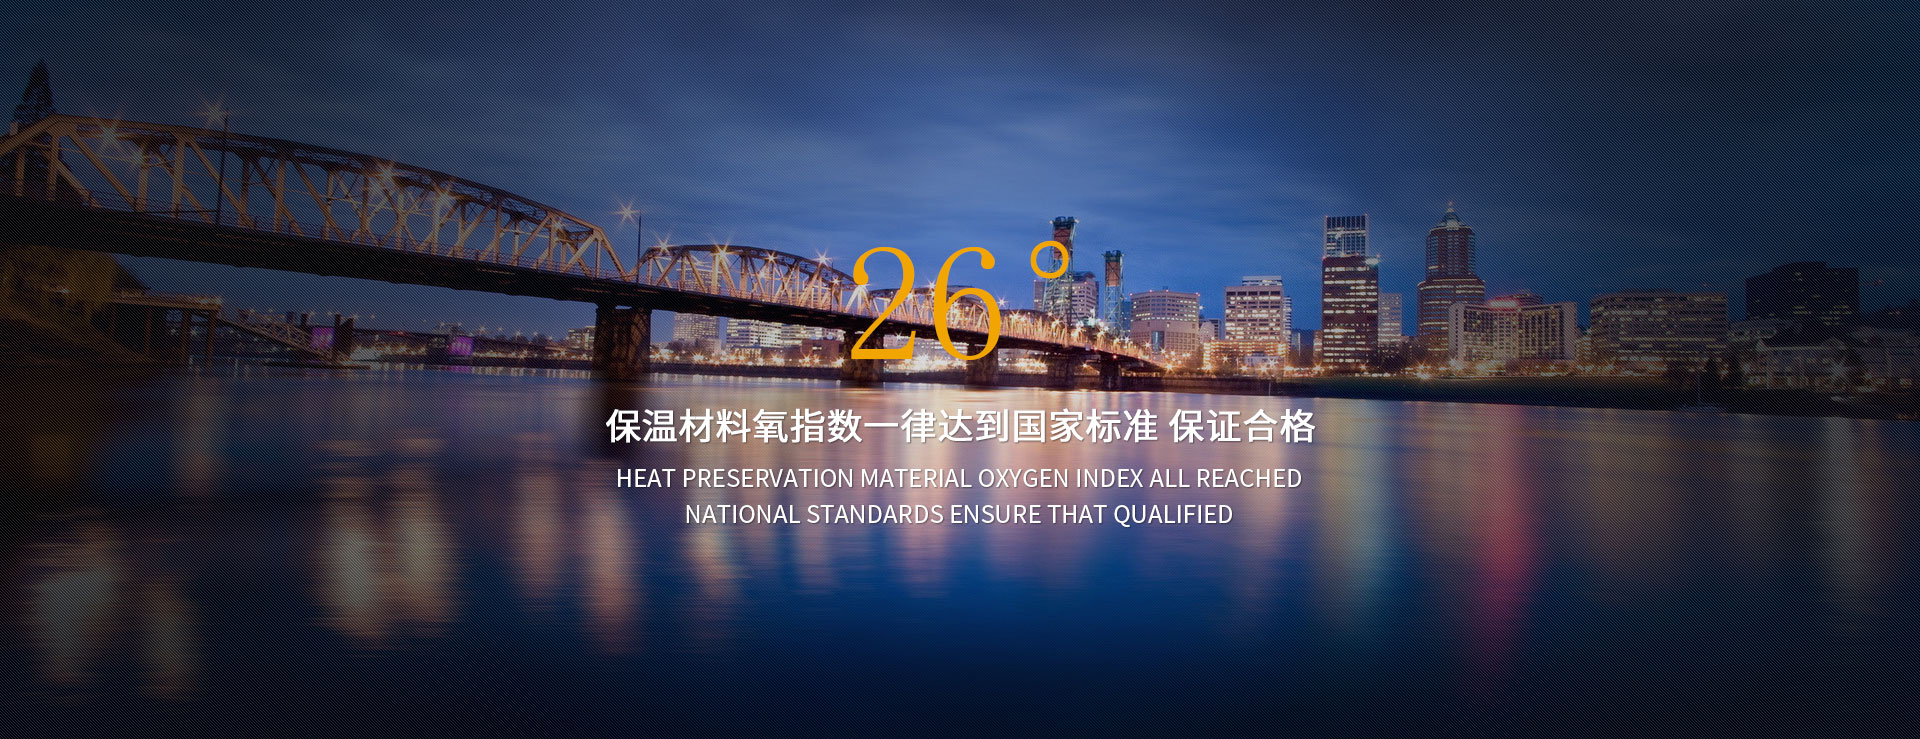 26°
保温材料氧指数一律达到国家标准 保证合格
HEAT PRESERVATION MATERIAL OXYGEN INDEX ALL REACHED
NATIONAL STANDARDS ENSURE THAT QUALIFIED